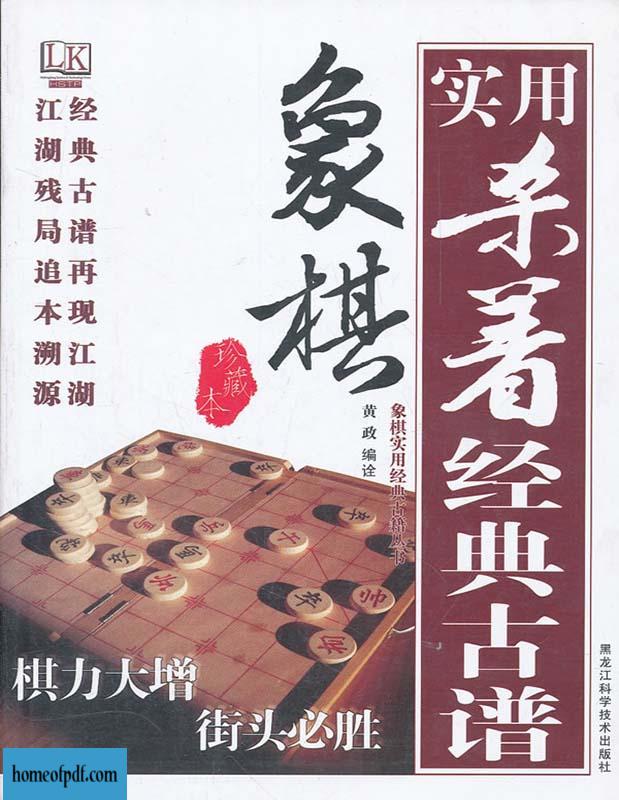 LK
HSTP
经典古谱再现江湖
江湖残局追本溯源
象棋
珍藏本
实用
杀着经典古谱
象棋实用经典古籍丛书
黄政 编诠
棋力大增
街头必胜
黑龙江科学技术出版社
homeofpdf.com